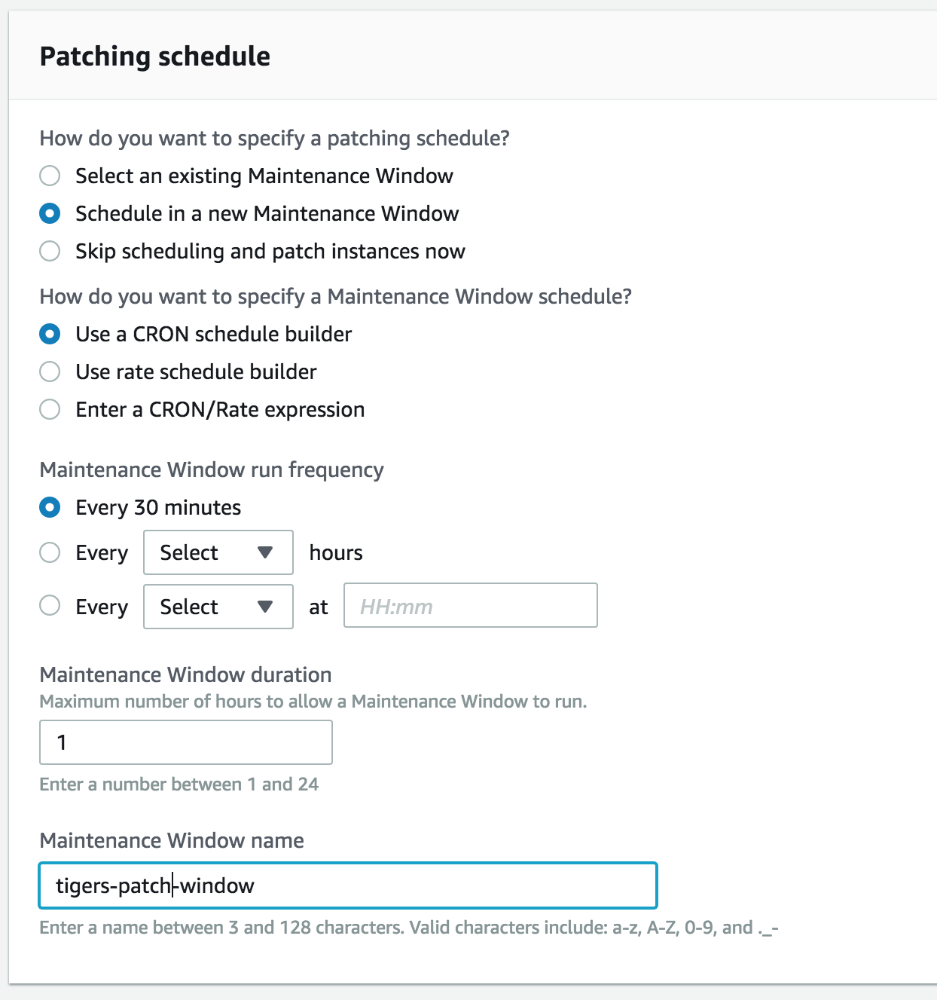 Patching schedule
How do you want to specify a patching schedule?
Select an existing Maintenance Window
Schedule in a new Maintenance Window
Skip scheduling and patch instances now
How do you want to specify a Maintenance Window schedule?
Use a CRON schedule builder
Use rate schedule builder
Enter a CRON/Rate expression
Maintenance Window run frequency
Every 30 minutes
Every Select hours
Every Select at HH:mm
Maintenance Window duration
Maximum number of hours to allow a Maintenance Window to run.
1
Enter a number between 1 and 24
Maintenance Window name
tigers-patch-window
Enter a name between 3 and 128 characters. Valid characters include: a-z, A-Z, 0-9, and ._-